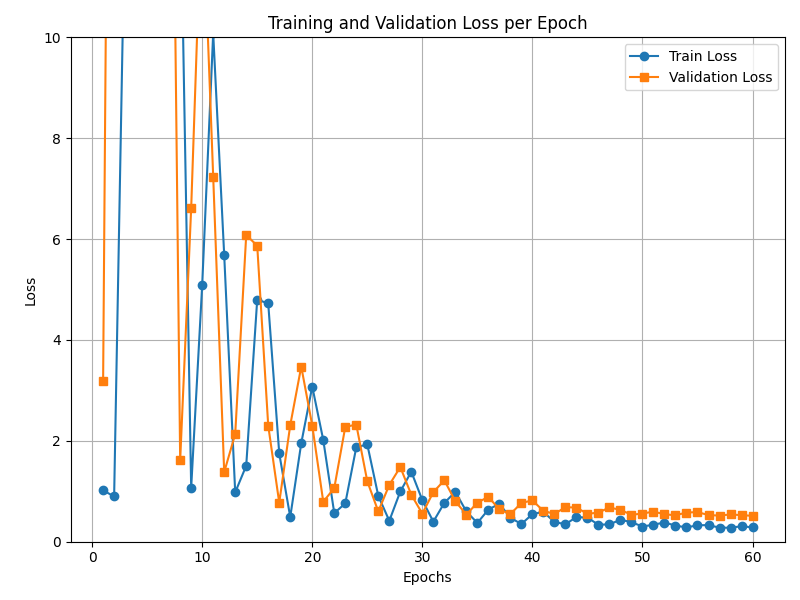 Training and Validation Loss per Epoch
Train Loss
Validation Loss
Loss
10
8
6
4
2
0
0 10 20 30 40 50 60
Epochs